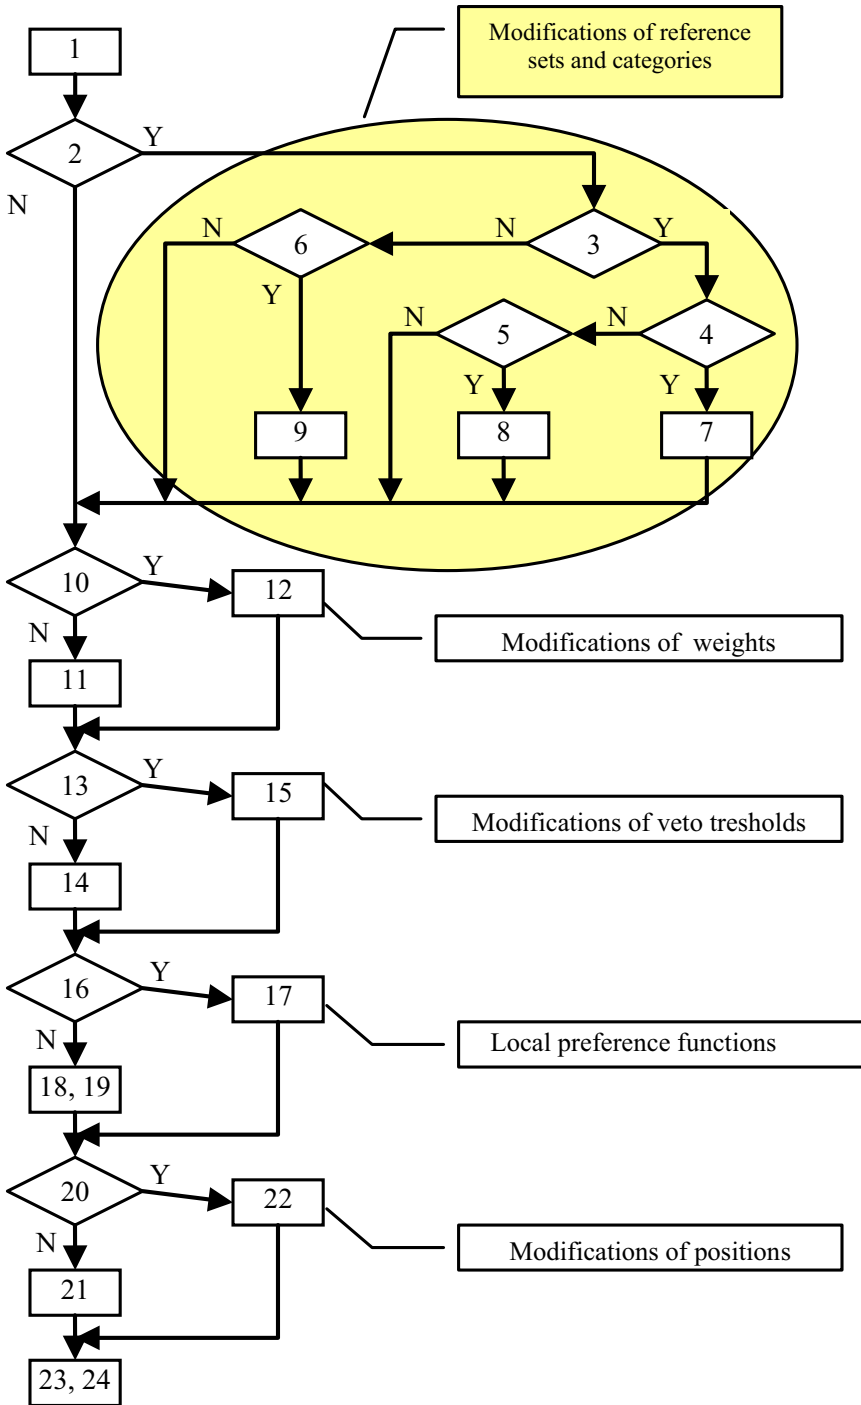 Modifications of reference
sets and categories
1
Y
2
N
N
6
N
3
Y
Y
N
5
N
4
Y
Y
9
8
7
Y
10
12
N
Modifications of weights
11
Y
13
15
N
Modifications of veto tresholds
14
Y
16
17
N
Local preference functions
18, 19
Y
20
22
N
Modifications of positions
21
23, 24